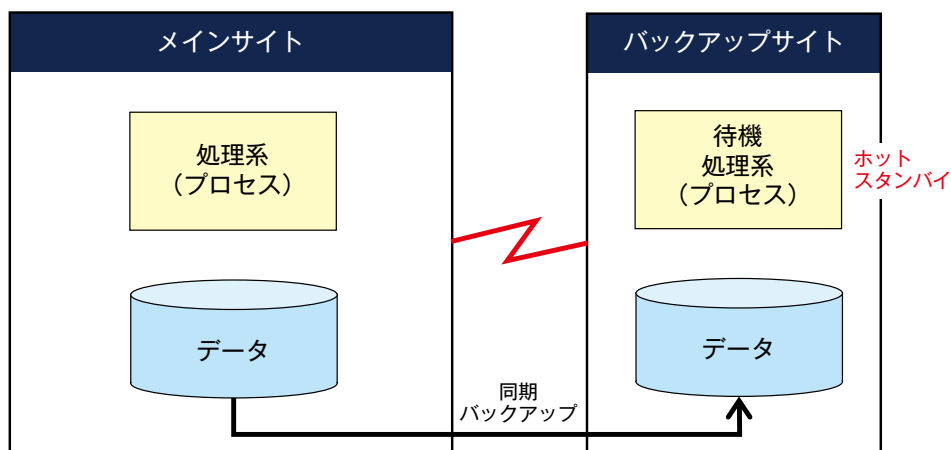 メインサイト
バックアップサイト
処理系
(プロセス)
待機
処理系
(プロセス)
ホット
スタンバイ
データ
データ
同期
バックアップ